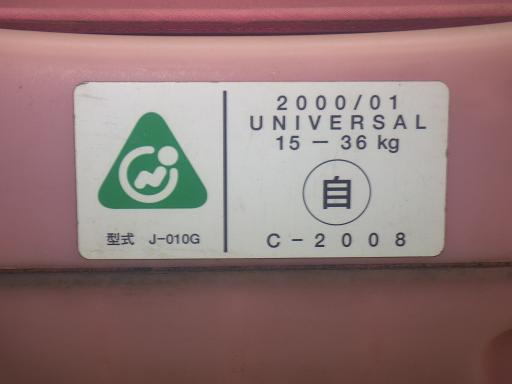 2000/01
UNIVERSAL
15 - 36 kg
自
C-2008
型式 J-010G